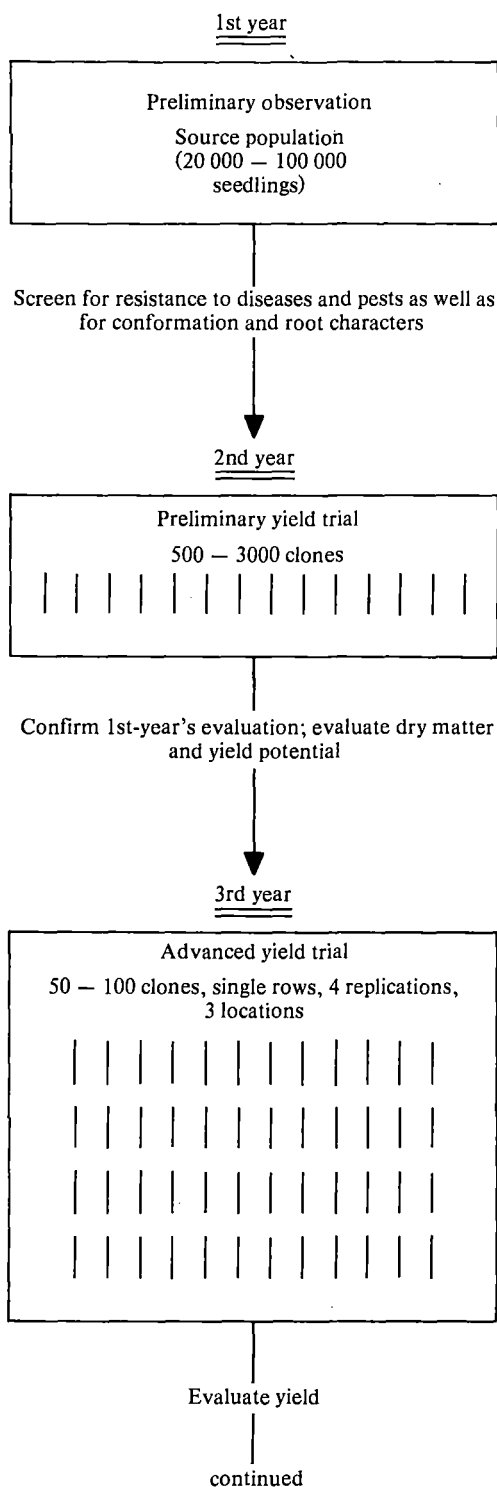 1st year
Preliminary observation
Source population
(20 000 — 100 000
seedlings)
Screen for resistance to diseases and pests as well as
for conformation and root characters
2nd year
Preliminary yield trial
500 — 3000 clones
Confirm 1st-year's evaluation; evaluate dry matter
and yield potential
3rd year
Advanced yield trial
50 — 100 clones, single rows, 4 replications,
3 locations
Evaluate yield
continued